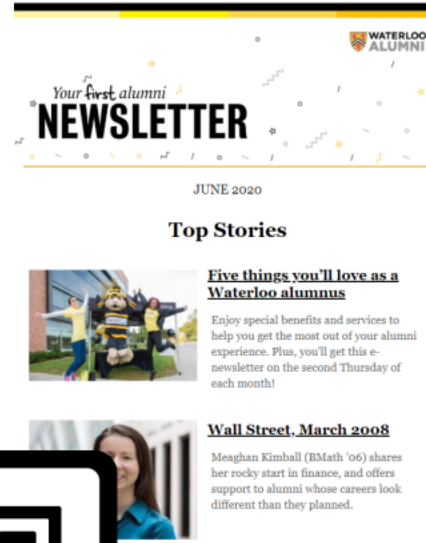 WATERLOO
ALUMNI
Your first alumni
NEWSLETTER
JUNE 2020
Top Stories
Five things you'll love as a
Waterloo alumnus
Enjoy special benefits and services to
help you get the most out of your alumni
experience. Plus, you'll get this e-
newsletter on the second Thursday of
each month!
Wall Street, March 2008
Meaghan Kimball (BMath '06) shares
her rocky start in finance, and offers
support to alumni whose careers look
different than they planned.